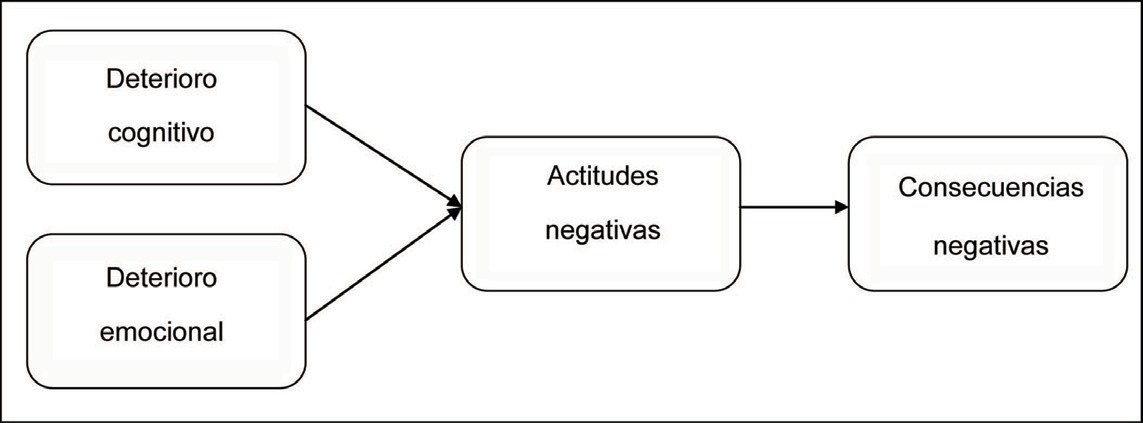 Deterioro
cognitivo
Deterioro
emocional
Actitudes
negativas
Consecuencias
negativas